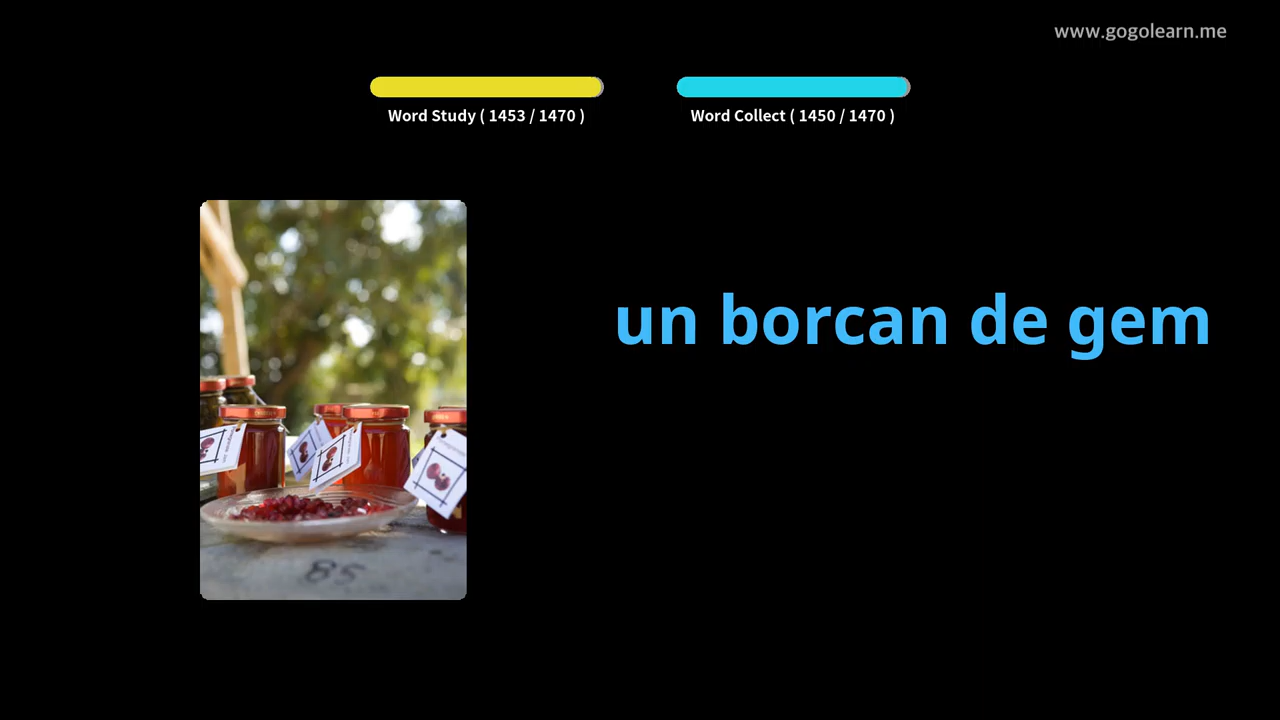 www.gogolearn.me
Word Study ( 1453 / 1470 )
Word Collect ( 1450 / 1470 )
un borcan de gem
85